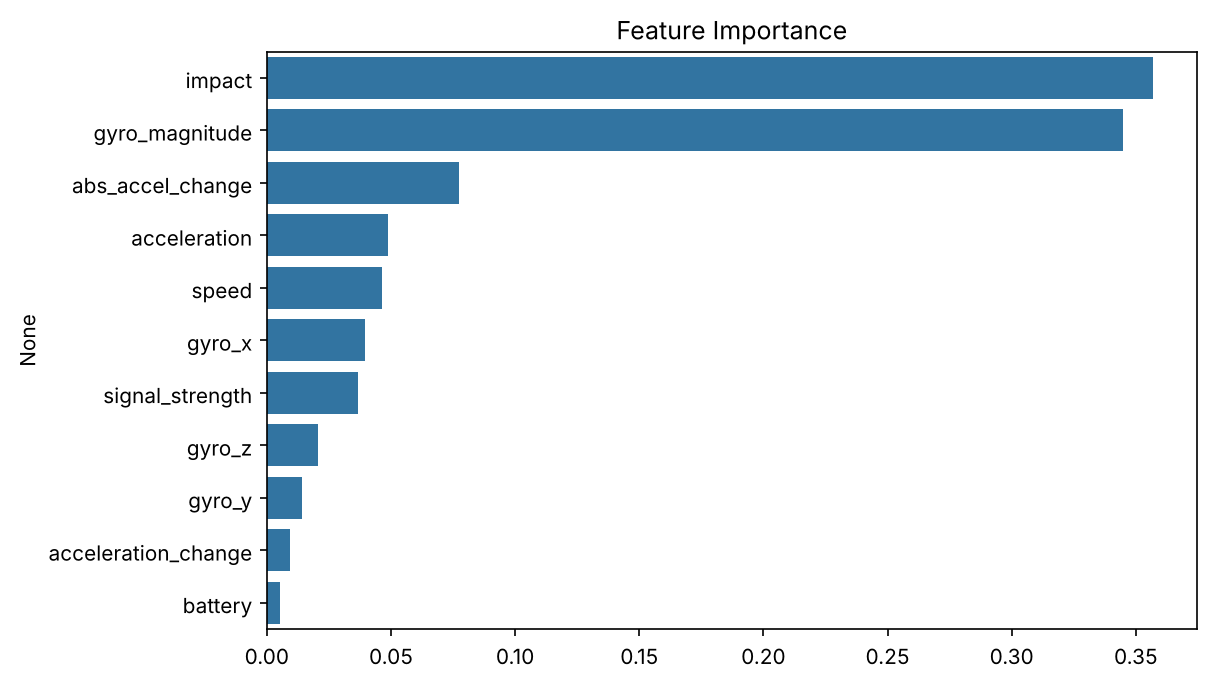 Feature Importance
impact
gyro_magnitude
abs_accel_change
acceleration
speed
gyro_x
signal_strength
gyro_z
gyro_y
acceleration_change
battery
None
0.00 0.05 0.10 0.15 0.20 0.25 0.30 0.35